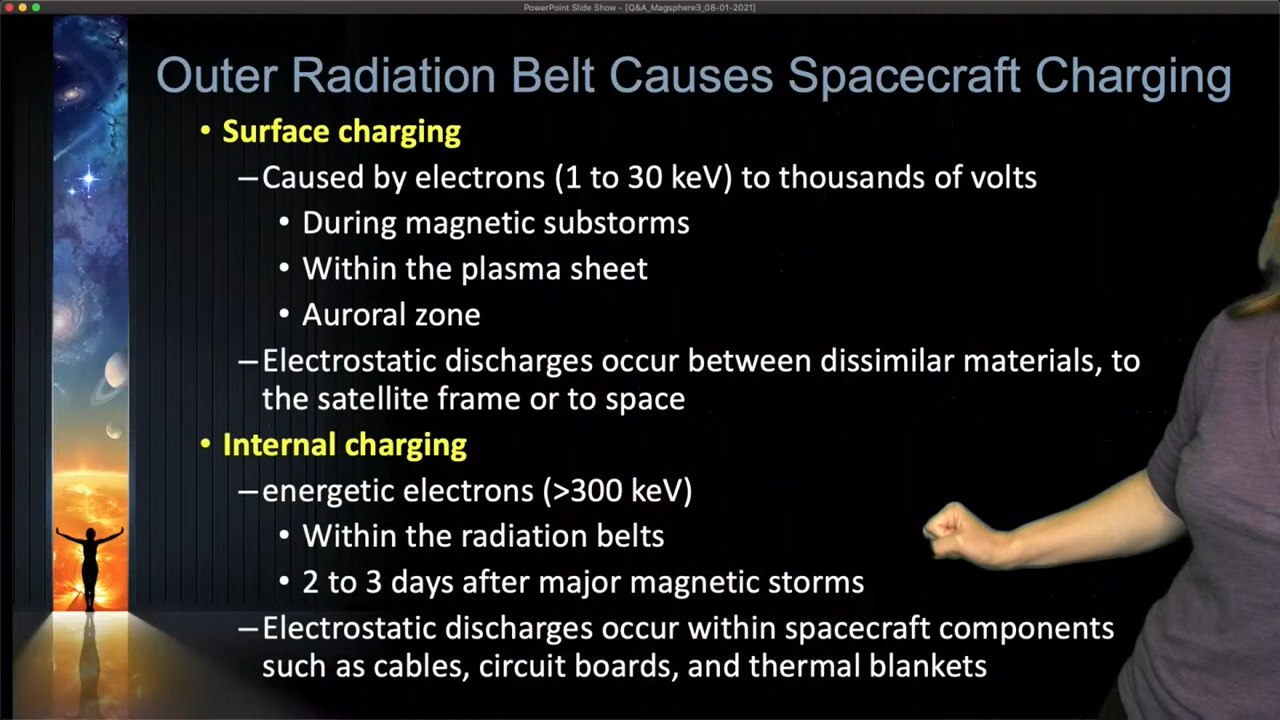 PowerPoint Slide Show - [Q&A_Magsphere3_08-01-2021]
Outer Radiation Belt Causes Spacecraft Charging
• Surface charging
–Caused by electrons (1 to 30 keV) to thousands of volts
• During magnetic substorms
• Within the plasma sheet
• Auroral zone
–Electrostatic discharges occur between dissimilar materials, to
the satellite frame or to space
• Internal charging
–energetic electrons (>300 keV)
• Within the radiation belts
• 2 to 3 days after major magnetic storms
–Electrostatic discharges occur within spacecraft components
such as cables, circuit boards, and thermal blankets